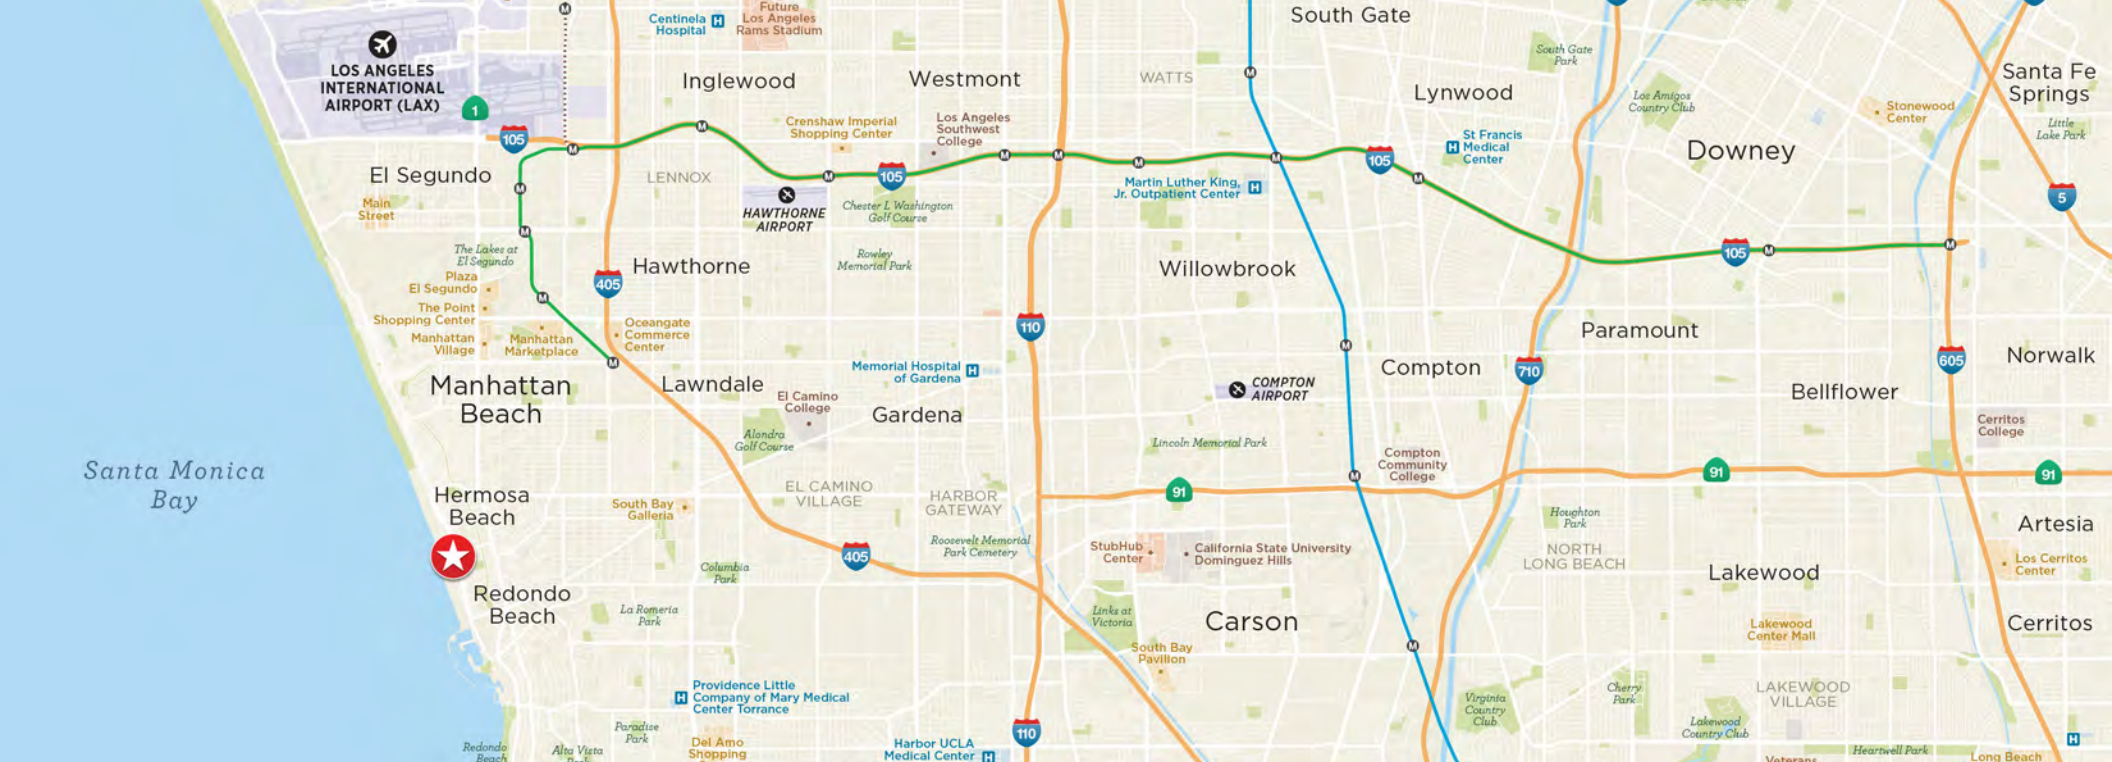 Centinela
Hospital
H
Future
Los Angeles
Rams Stadium
South Gate
M
LOS ANGELES
INTERNATIONAL
AIRPORT (LAX)
1
105
Inglewood
Westmont
WATTS
M
South Gate
Park
Lynwood
Los Amigos
Country Club
Stonewood
Center
Santa Fe
Springs
Little
Lake Park
Crenshaw Imperial
Shopping Center
Los Angeles
Southwest
College
H
St Francis
Medical
Center
Downey
El Segundo
Main
Street
M
M
LENNOX
M
HAWTHORNE
AIRPORT
M
105
Chester L Washington
Golf Course
M
M
M
Martin Luther King,
Jr. Outpatient Center
H
M
105
M
5
The Lakes at
El Segundo
M
Plaza
El Segundo
The Point
Shopping Center
Manhattan
Village
M
Manhattan
Marketplace
Hawthorne
405
Rowley
Memorial Park
Willowbrook
105
M
M
Oceangate
Commerce
Center
M
110
M
Paramount
Memorial Hospital
of Gardena
H
Compton
710
605
Norwalk
Manhattan
Beach
Lawndale
El Camino
College
Gardena
COMPTON
AIRPORT
Bellflower
Alondra
Golf Course
Lincoln Memorial Park
Cerritos
College
Santa Monica
Bay
Compton
Community
College
M
91
91
91
Hermosa
Beach
South Bay
Galleria
EL CAMINO
VILLAGE
HARBOR
GATEWAY
Houghton
Park
Artesia
Roosevelt Memorial
Park Cemetery
405
StubHub
Center
California State University
Dominguez Hills
NORTH
LONG BEACH
Los Cerritos
Center
Columbia
Park
Lakewood
Redondo
Beach
La Romeria
Park
Links at
Victoria
Carson
Lakewood
Center Mall
Cerritos
South Bay
Pavilion
M
H
Providence Little
Company of Mary Medical
Center Torrance
Virginia
Country
Club
Cherry
Park
LAKEWOOD
VILLAGE
Paradise
Park
110
Lakewood
Country Club
Redondo
Beach
Alta Vista
Del Amo
Shopping
Harbor UCLA
Medical Center
H
Heartwell Park
H
Veterans
Long Beach